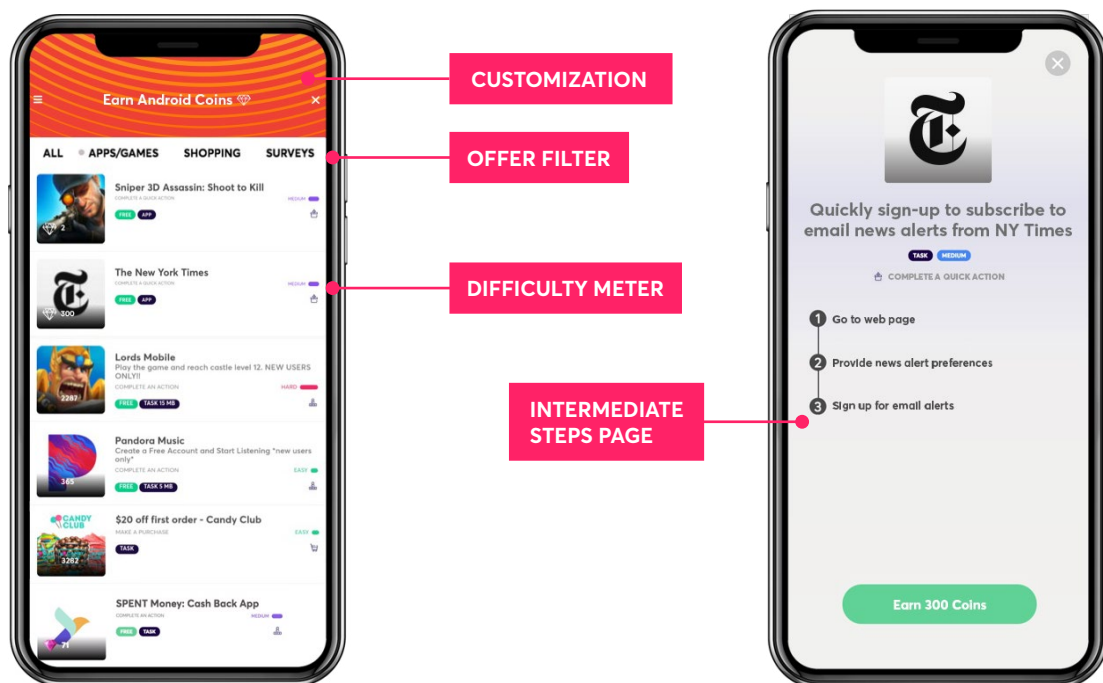 Earn Android Coins
ALL APPS/GAMES SHOPPING SURVEYS
Sniper 3D Assassin: Shoot to Kill
COMPLETE A QUICK ACTION
MEDIUM
FREE APP
2
The New York Times
COMPLETE A QUICK ACTION
MEDIUM
FREE APP
300
Lords Mobile
Play the game and reach castle level 12. NEW USERS
ONLY!!
COMPLETE AN ACTION
HARD
FREE TASK 15 MB
2287
Pandora Music
Create a Free Account and Start Listening *new users
only*
COMPLETE AN ACTION
EASY
FREE TASK 5 MB
365
CANDY
CLUB
$20 off first order - Candy Club
MAKE A PURCHASE
EASY
TASK
3282
SPENT Money: Cash Back App
COMPLETE AN ACTION
MEDIUM
FREE TASK
71
CUSTOMIZATION
OFFER FILTER
DIFFICULTY METER
INTERMEDIATE
STEPS PAGE
Quickly sign-up to subscribe to
email news alerts from NY Times
TASK MEDIUM
COMPLETE A QUICK ACTION
1 Go to web page
2 Provide news alert preferences
3 Sign up for email alerts
Earn 300 Coins